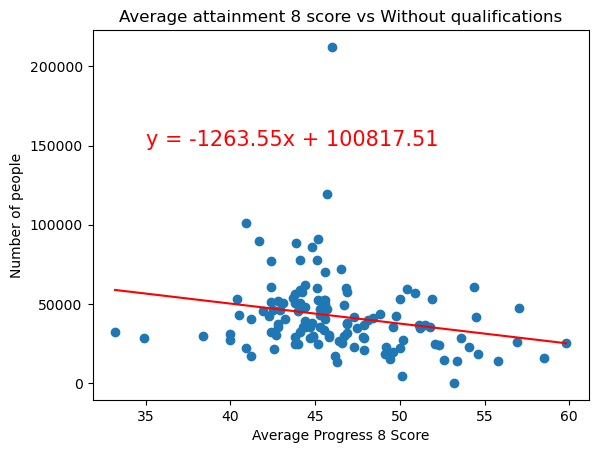 Average attainment 8 score vs Without qualifications
200000
150000
100000
50000
0
Number of people
y = -1263.55x + 100817.51
35 40 45 50 55 60
Average Progress 8 Score